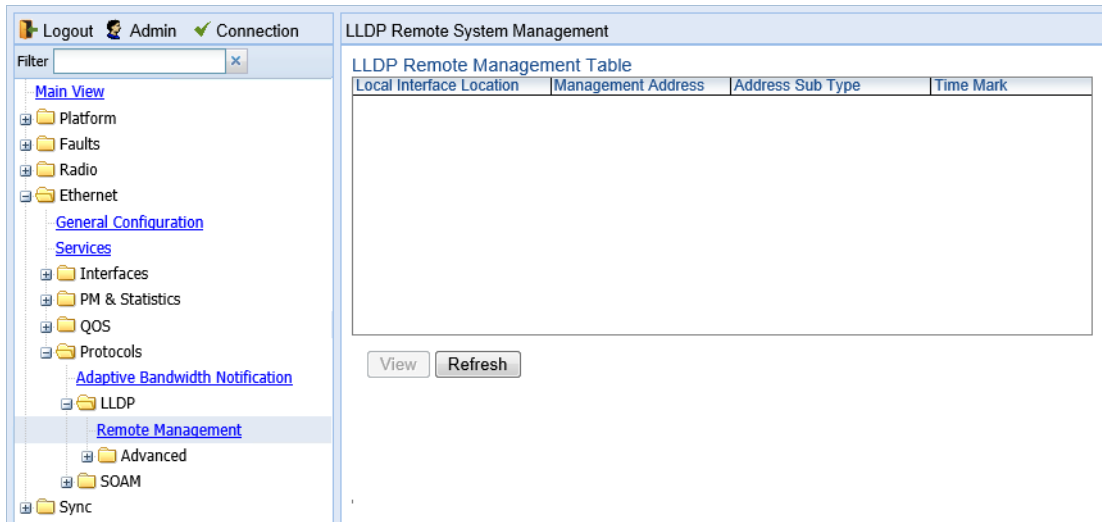 Logout Admin Connection
Filter
Main View
Platform
Faults
Radio
Ethernet
General Configuration
Services
Interfaces
PM & Statistics
QOS
Protocols
Adaptive Bandwidth Notification
LLDP
Remote Management
Advanced
SOAM
Sync
LLDP Remote System Management
LLDP Remote Management Table
Local Interface Location Management Address Address Sub Type Time Mark
View Refresh